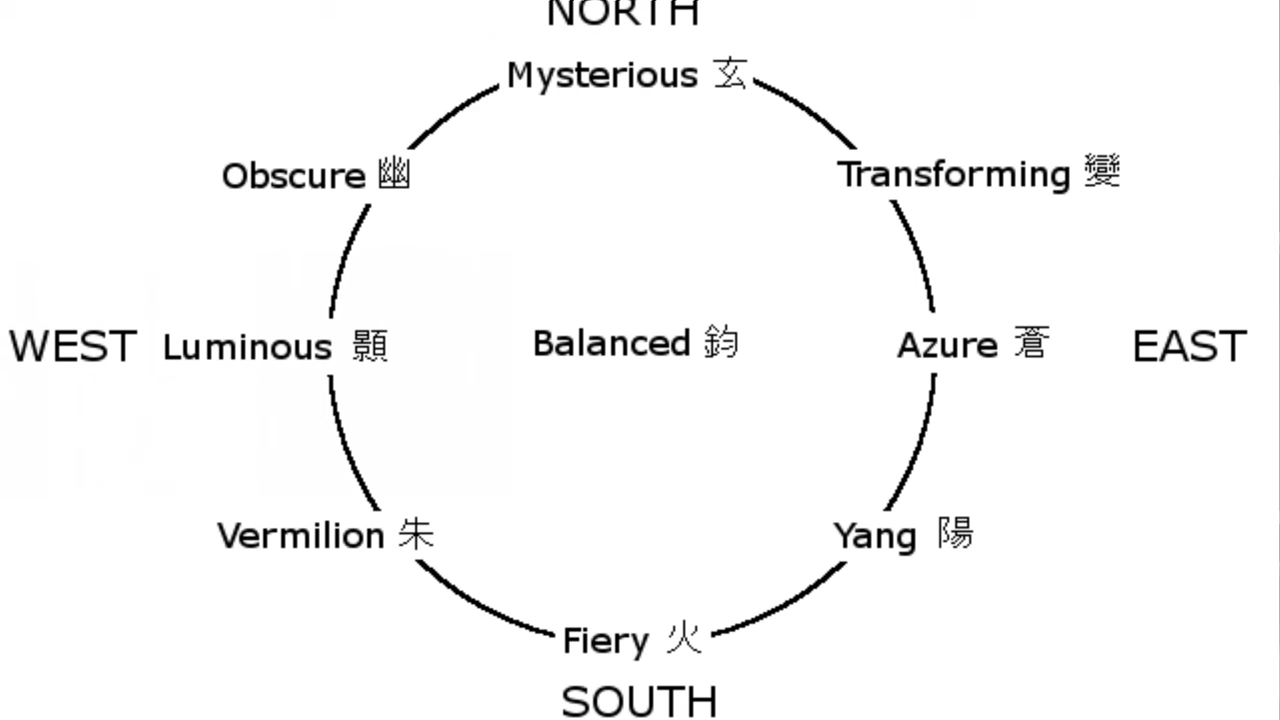 NORTH
Mysterious 玄
Obscure 幽
Transforming 變
WEST
Luminous 顥
Balanced 鈞
Azure 蒼
EAST
Vermilion 朱
Yang 陽
Fiery 火
SOUTH